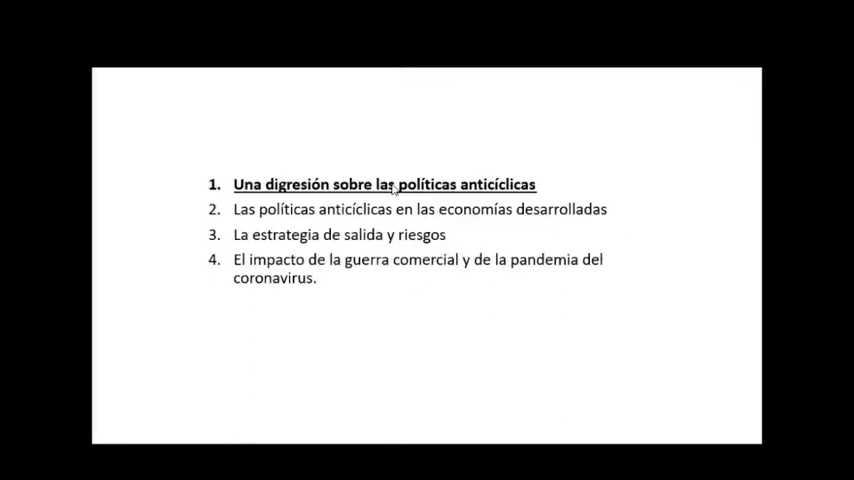 1. Una digresión sobre las políticas anticíclicas
2. Las políticas anticíclicas en las economías desarrolladas
3. La estrategia de salida y riesgos
4. El impacto de la guerra comercial y de la pandemia del
coronavirus.